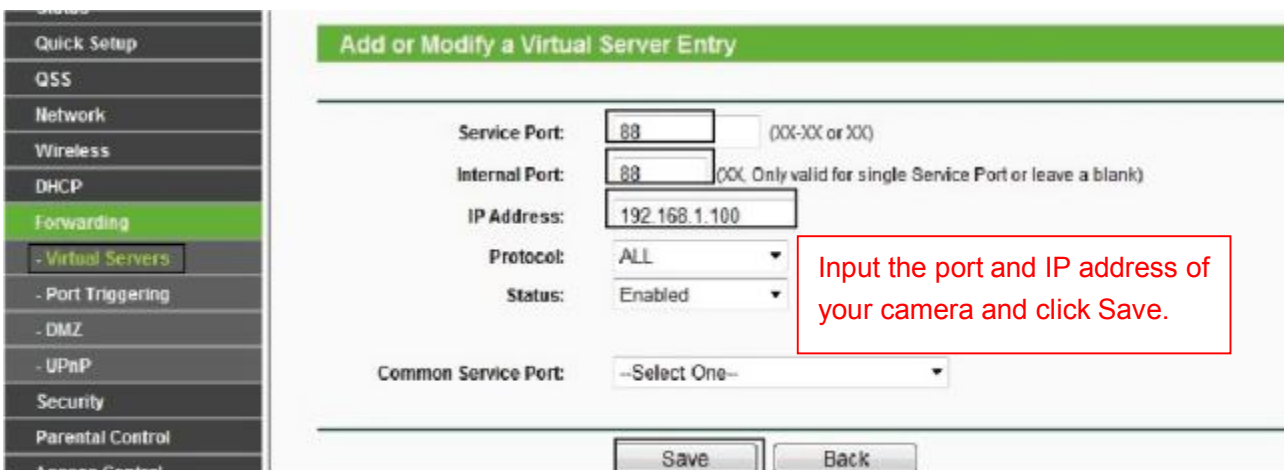 Status
Quick Setup
QSS
Network
Wireless
DHCP
Forwarding
- Virtual Servers
- Port Triggering
- DMZ
- UPnP
Security
Parental Control
Access Control
Add or Modify a Virtual Server Entry
Service Port: 88 (XX-XX or XX)
Internal Port: 88 (XX, Only valid for single Service Port or leave a blank)
IP Address: 192.168.1.100
Protocol: ALL
Status: Enabled
Input the port and IP address of
your camera and click Save.
Common Service Port: --Select One--
Save Back